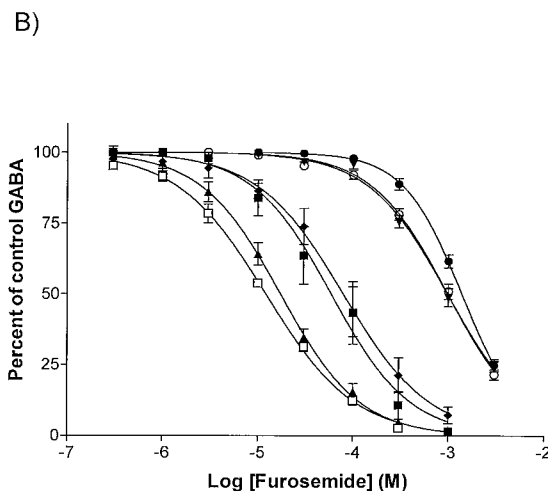 B)
100
75
50
25
0
Percent of control GABA
-7 -6 -5 -4 -3 -2
Log [Furosemide] (M)